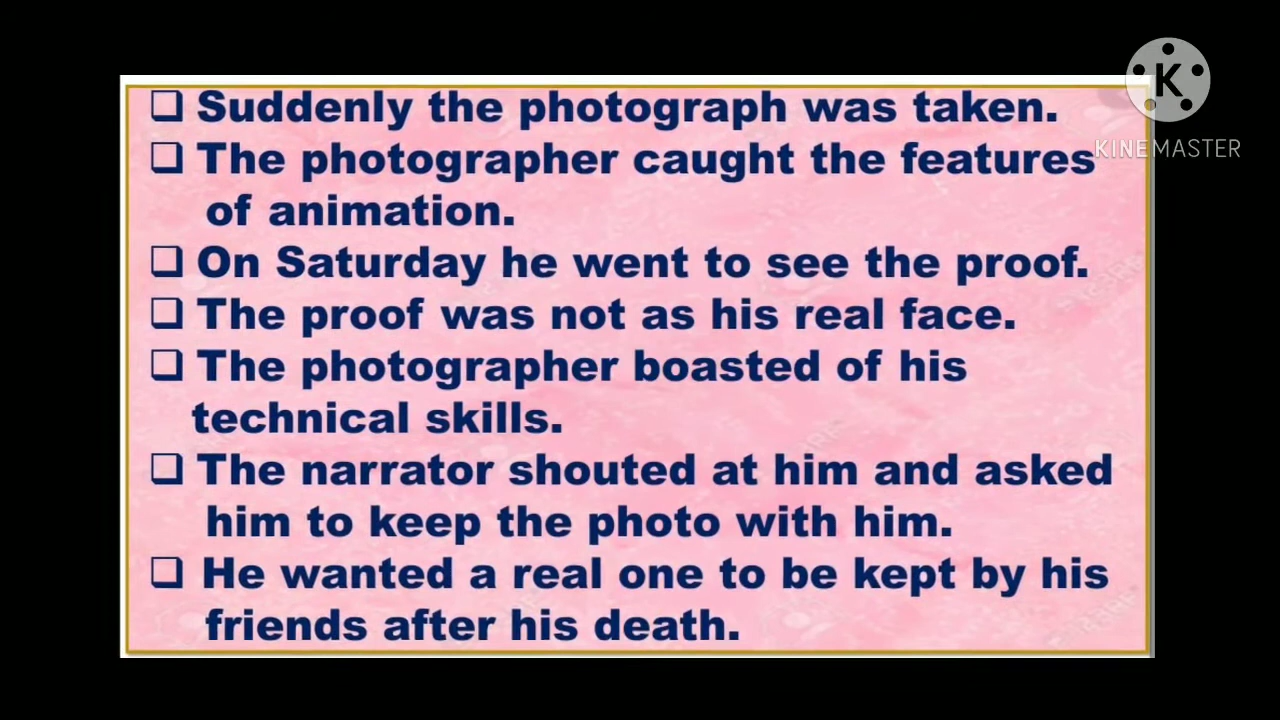 ❑ Suddenly the photograph was taken.
❑ The photographer caught the features
of animation.
❑ On Saturday he went to see the proof.
❑ The proof was not as his real face.
❑ The photographer boasted of his
technical skills.
❑ The narrator shouted at him and asked
him to keep the photo with him.
❑ He wanted a real one to be kept by his
friends after his death.
K
KINEMASTER